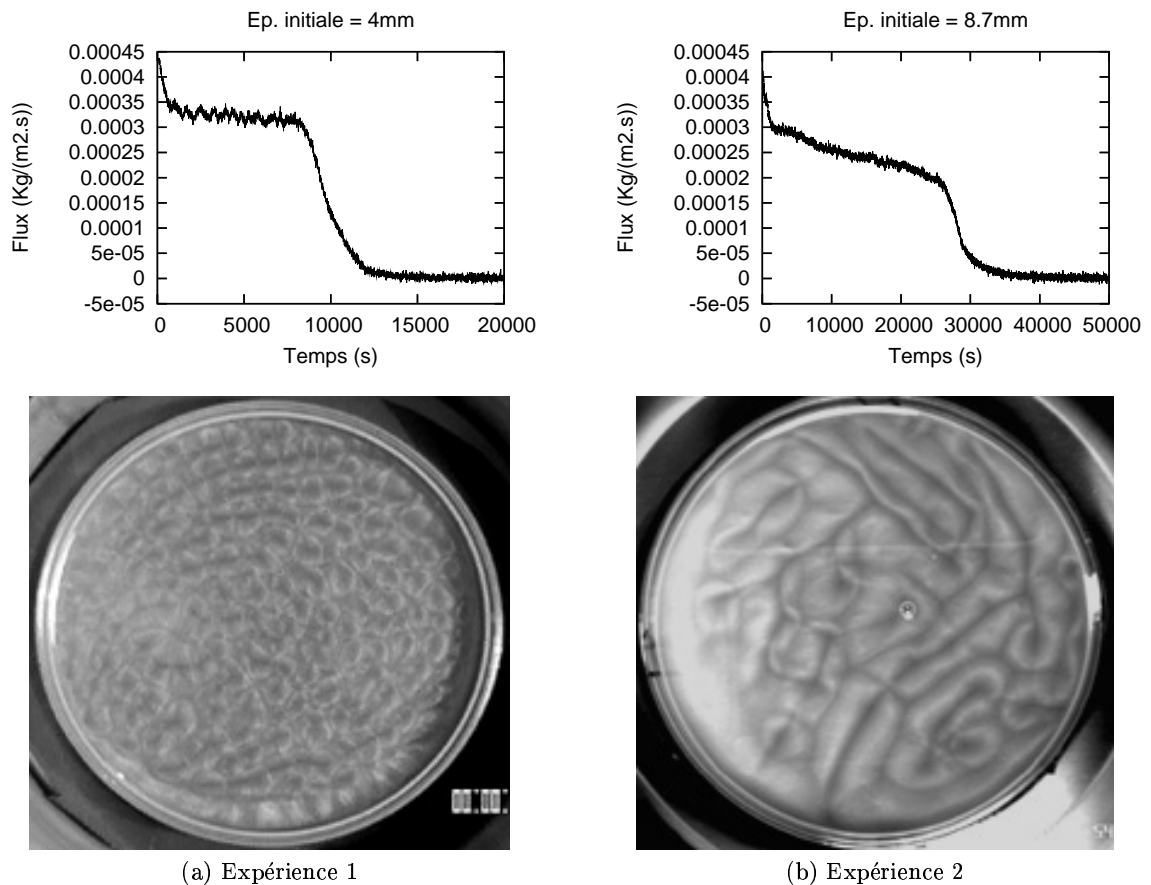 Ep. initiale = 4mm
Flux (Kg/(m2.s))
0.00045
0.0004
0.00035
0.0003
0.00025
0.0002
0.00015
0.0001
5e-05
0
-5e-05
0 5000 10000 15000 20000
Temps (s)
Ep. initiale = 8.7mm
Flux (Kg/(m2.s))
0.00045
0.0004
0.00035
0.0003
0.00025
0.0002
0.00015
0.0001
5e-05
0
-5e-05
0 10000 20000 30000 40000 50000
Temps (s)
(a) Expérience 1
(b) Expérience 2